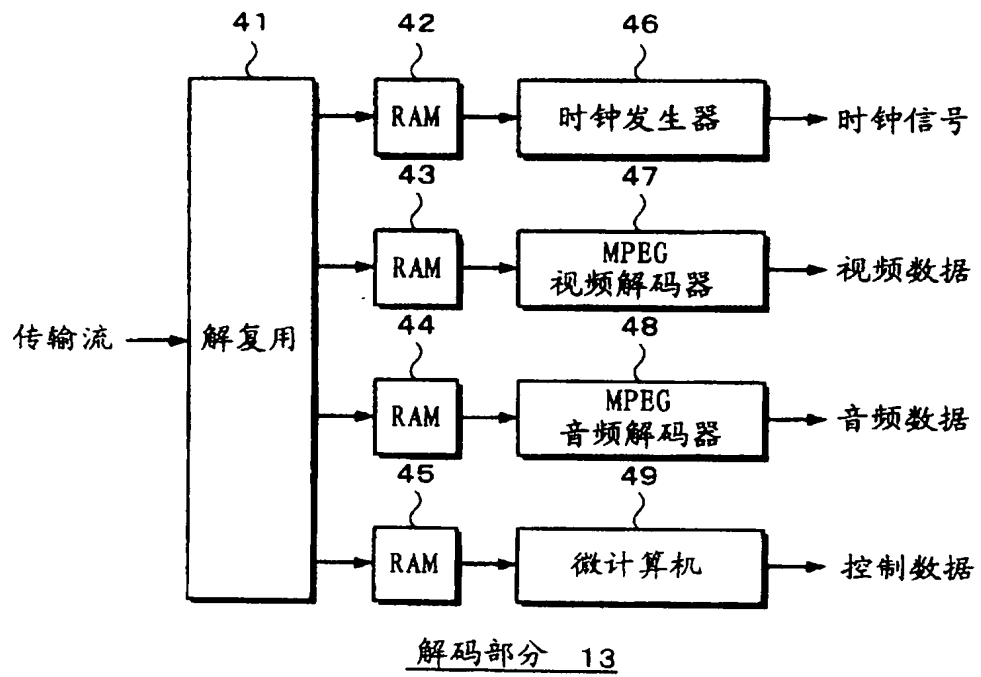 41
42
46
RAM
时钟发生器
时钟信号
43
47
RAM
MPEG
视频解码器
视频数据
传输流
解复用
44
48
RAM
MPEG
音频解码器
音频数据
45
49
RAM
微计算机
控制数据
解码部分 13